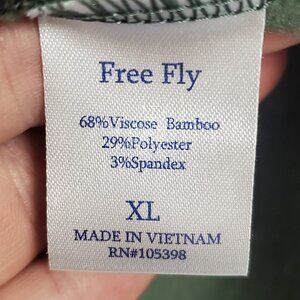 Free Fly
68%Viscose Bamboo
29%Polyester
3%Spandex
XL
MADE IN VIETNAM
RN#105398